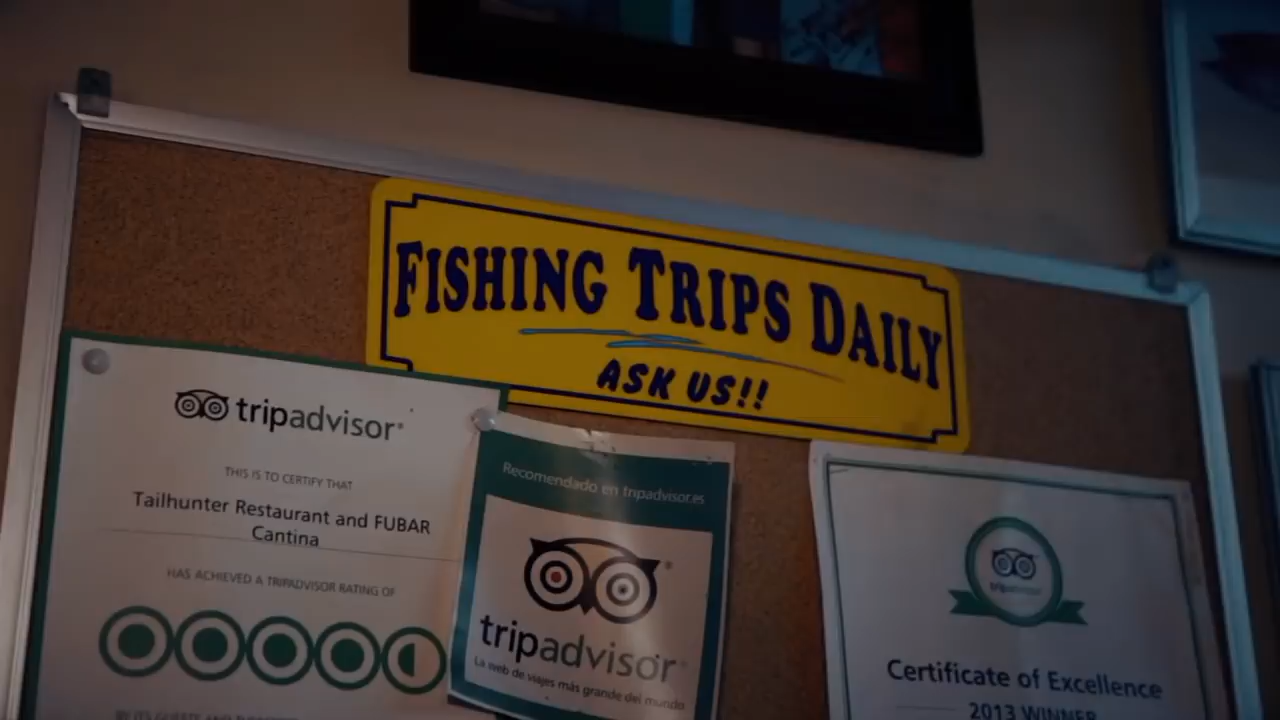 FISHING TRIPS DAILY
ASK US!!
tripadvisor
THIS IS TO CERTIFY THAT
Tailhunter Restaurant and FUBAR
Cantina
HAS ACHIEVED A TRIPADVISOR RATING OF
Recomendado en tripadvisor.es
tripadvisor
La web de viajes más grande del mundo
tripadvisor
Certificate of Excellence
2013 WINNER